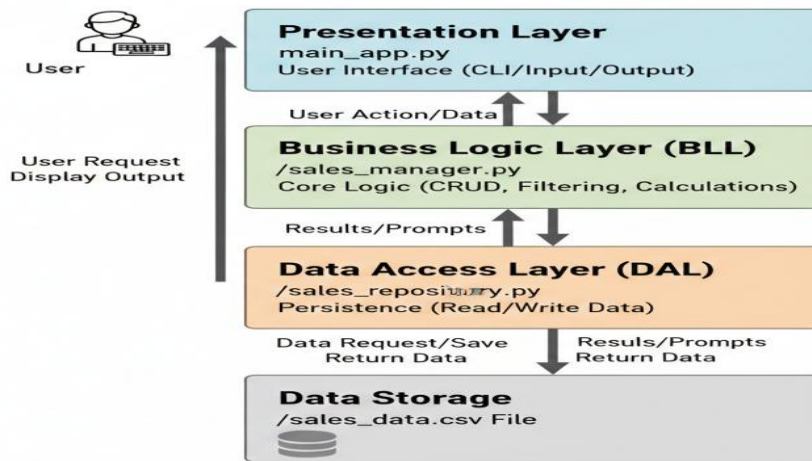 Presentation Layer
main_app.py
User Interface (CLI/Input/Output)
User
User Action/Data
Business Logic Layer (BLL)
/sales_manager.py
Core Logic (CRUD, Filtering, Calculations)
User Request
Display Output
Results/Prompts
Data Access Layer (DAL)
/sales_repository.py
Persistence (Read/Write Data)
Data Request/Save
Return Data
Resuls/Prompts
Return Data
Data Storage
/sales_data.csv File